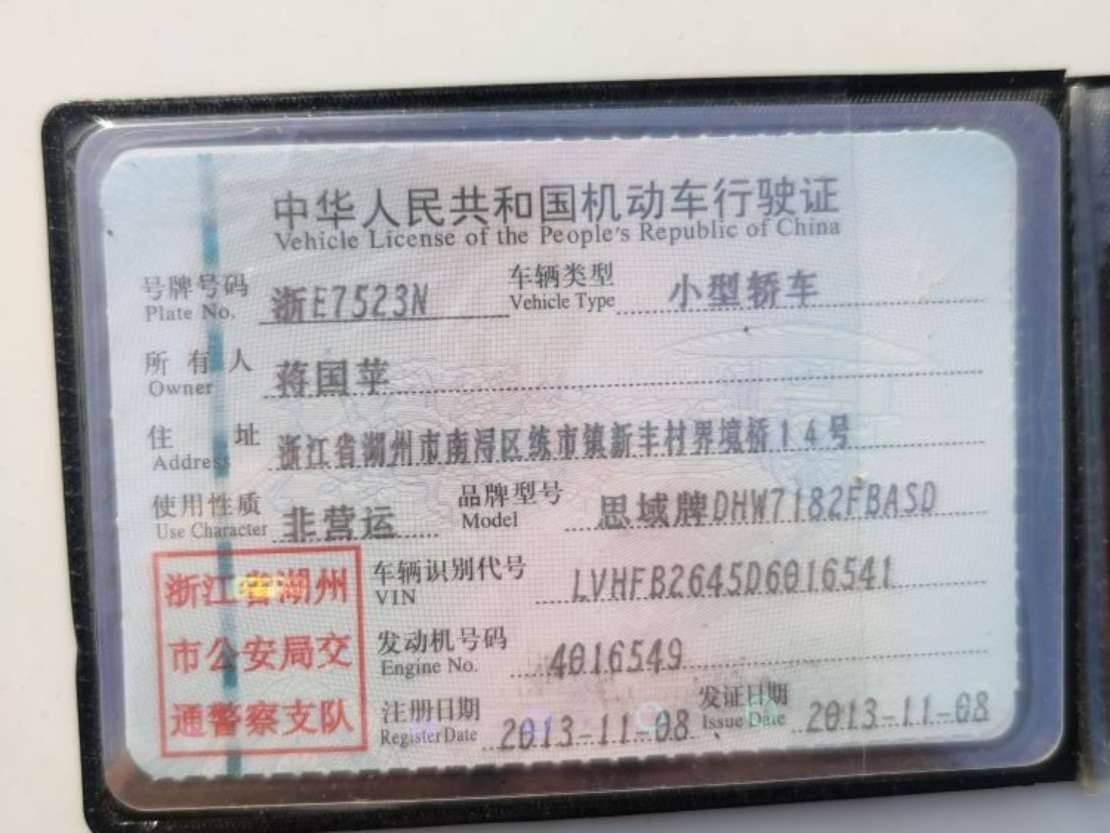 中华人民共和国机动车行驶证
Vehicle License of the People's Republic of China
号牌号码 浙E7523N 车辆类型 小型轿车
Plate No. Vehicle Type
所有人 蒋国苹
Owner
住址 浙江省湖州市南浔区练市镇新丰村界境桥14号
Address
使用性质 非营运 品牌型号 思域牌DHW7182FBASD
Use Character Model
浙江省湖州
市公安局交
通警察支队
车辆识别代号 LVHFB2645D6016541
VIN
发动机号码 4016549
Engine No.
注册日期 2013-11-08 发证日期 2013-11-08
Register Date Issue Date